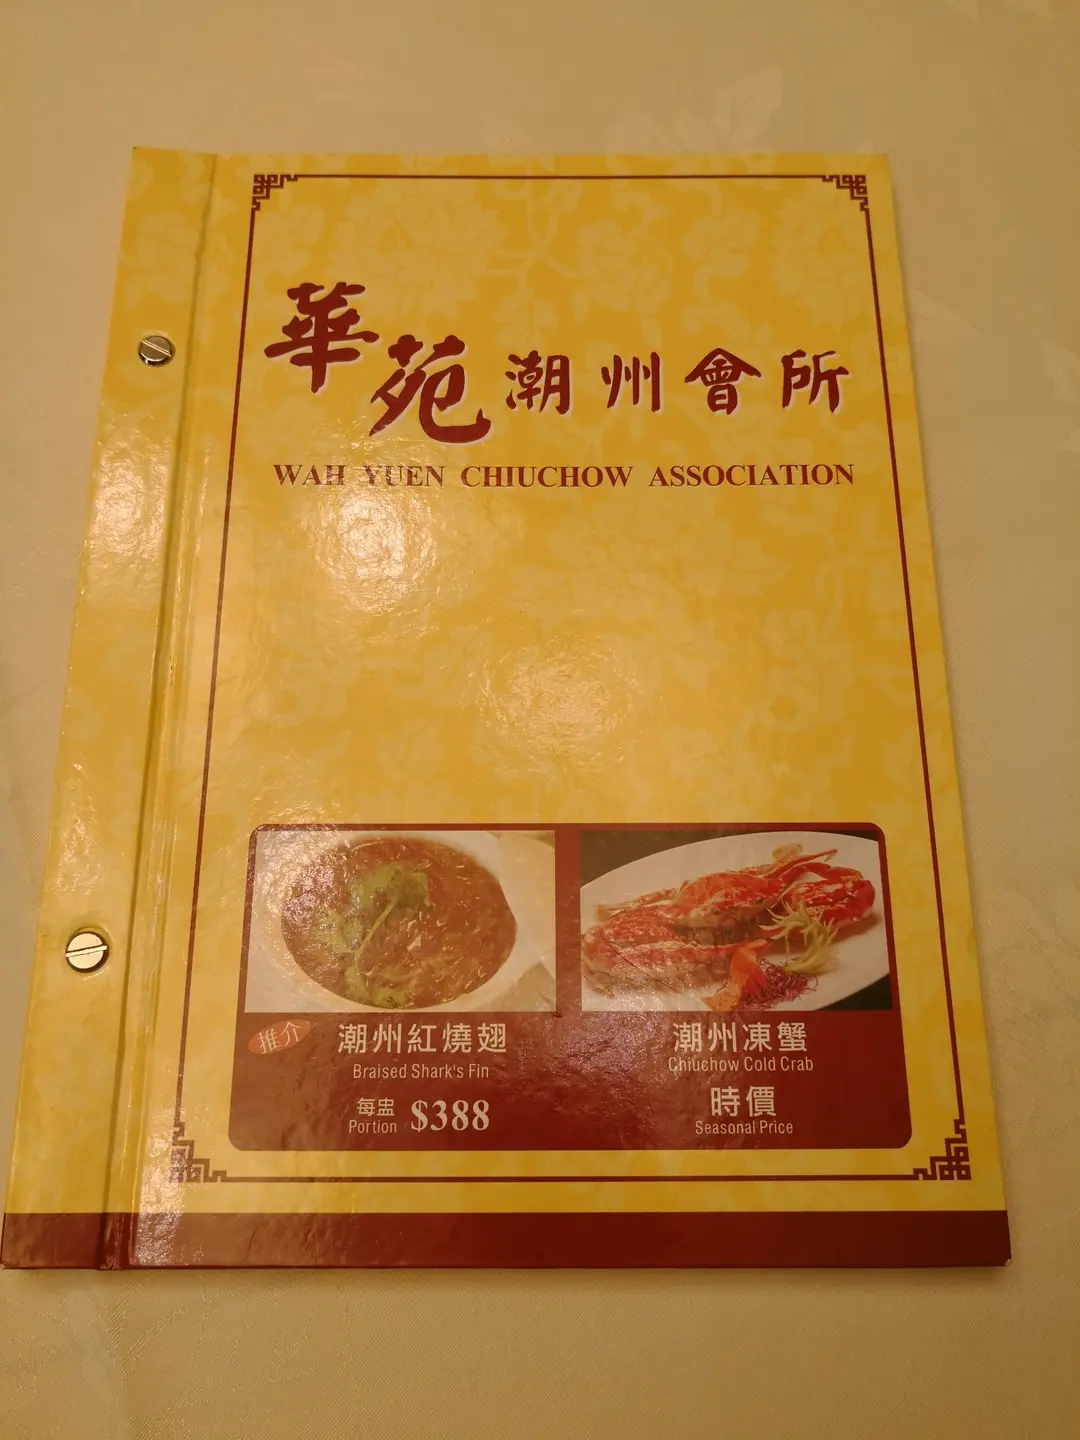 華苑潮州會所
WAH YUEN CHIUCHOW ASSOCIATION
推介
潮州紅燒翅
Braised Shark's Fin
每盅 $388
Portion
潮州凍蟹
Chiuchow Cold Crab
時價
Seasonal Price